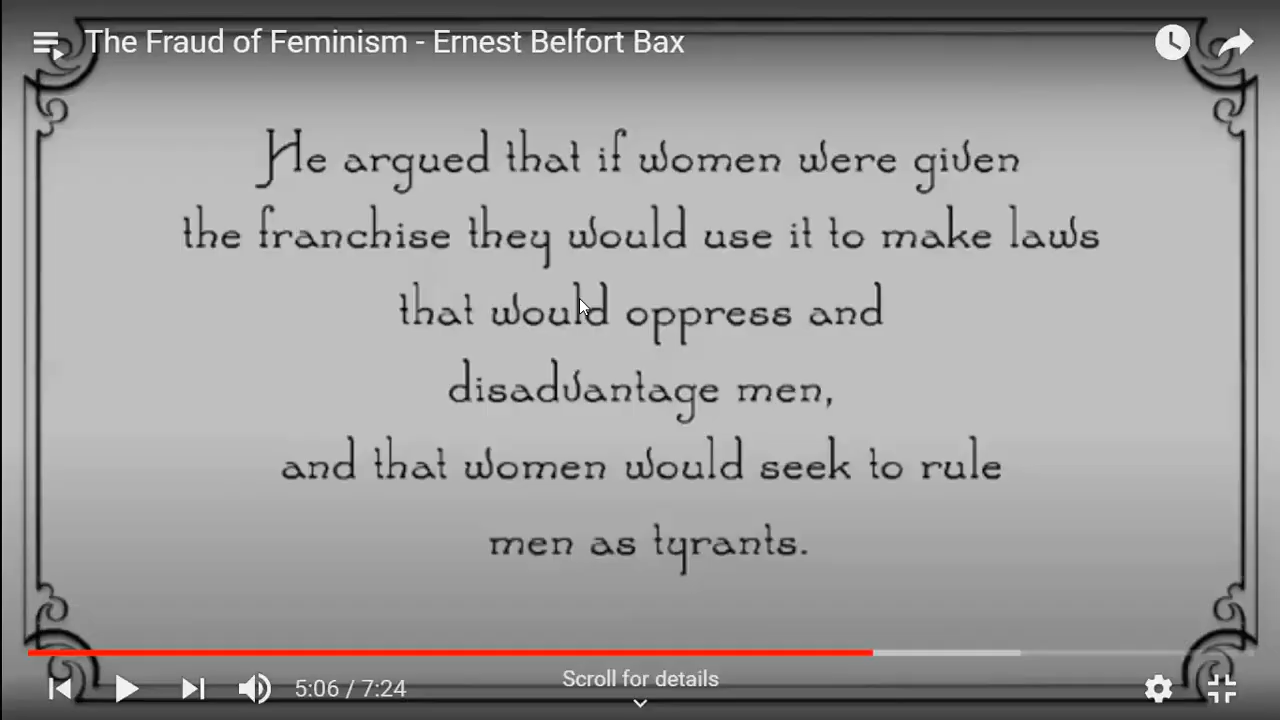 The Fraud of Feminism - Ernest Belfort Bax
He argued that if women were given
the franchise they would use it to make laws
that would oppress and
disadvantage men,
and that women would seek to rule
men as tyrants.
Scroll for details
5:06 / 7:24